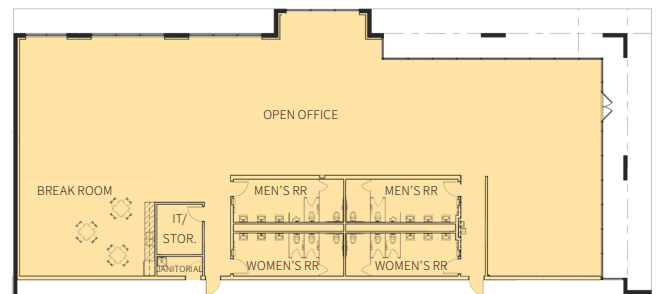 OPEN OFFICE
BREAK ROOM
MEN'S RR
MEN'S RR
IT/
STOR.
JANITORIAL
WOMEN'S RR
WOMEN'S RR